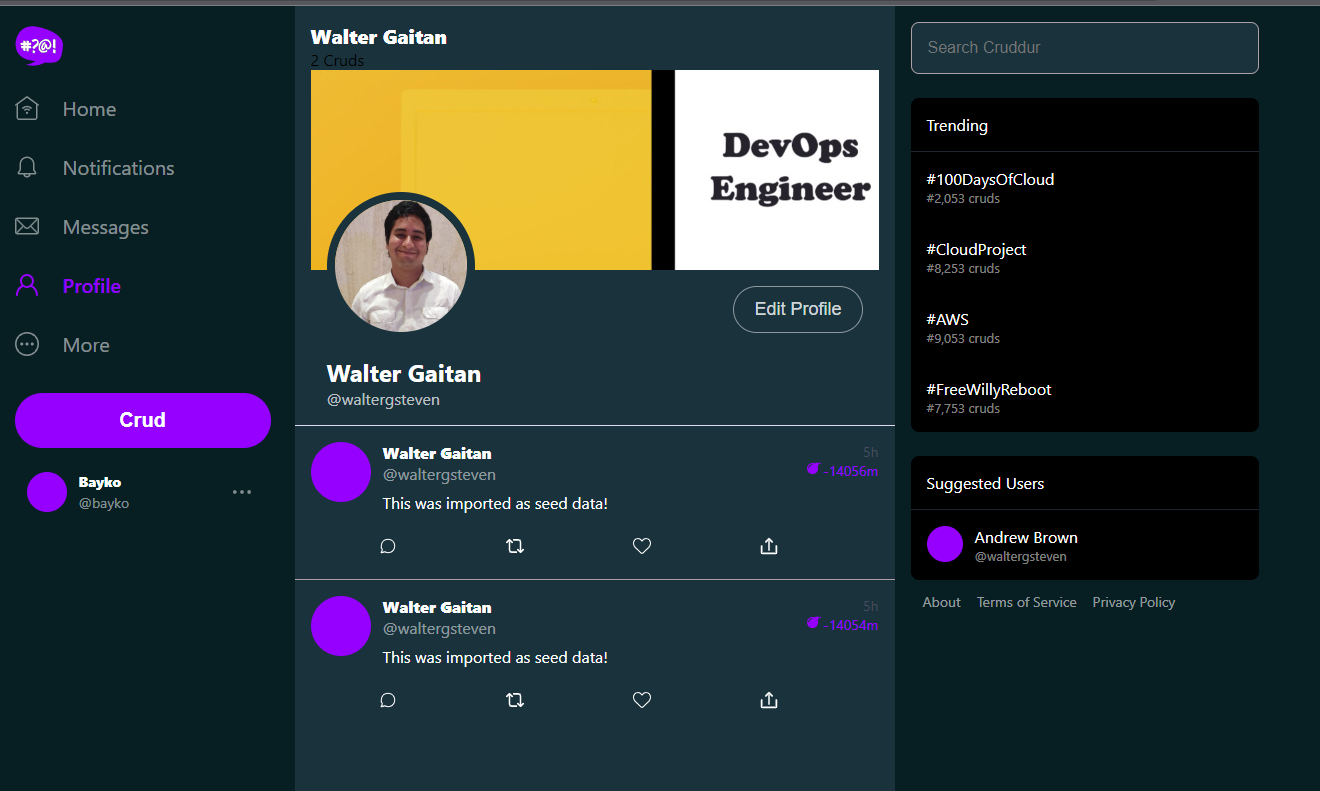 #?@!
Home
Notifications
Messages
Profile
More
Crud
Bayko
@bayko
Walter Gaitan
2 Cruds
DevOps
Engineer
Edit Profile
Walter Gaitan
@waltergsteven
Walter Gaitan
5h
@waltergsteven
-14056m
This was imported as seed data!
Walter Gaitan
5h
@waltergsteven
-14054m
This was imported as seed data!
Search Cruddur
Trending
#100DaysOfCloud
#2,053 cruds
#CloudProject
#8,253 cruds
#AWS
#9,053 cruds
#FreeWillyReboot
#7,753 cruds
Suggested Users
Andrew Brown
@waltergsteven
About Terms of Service Privacy Policy